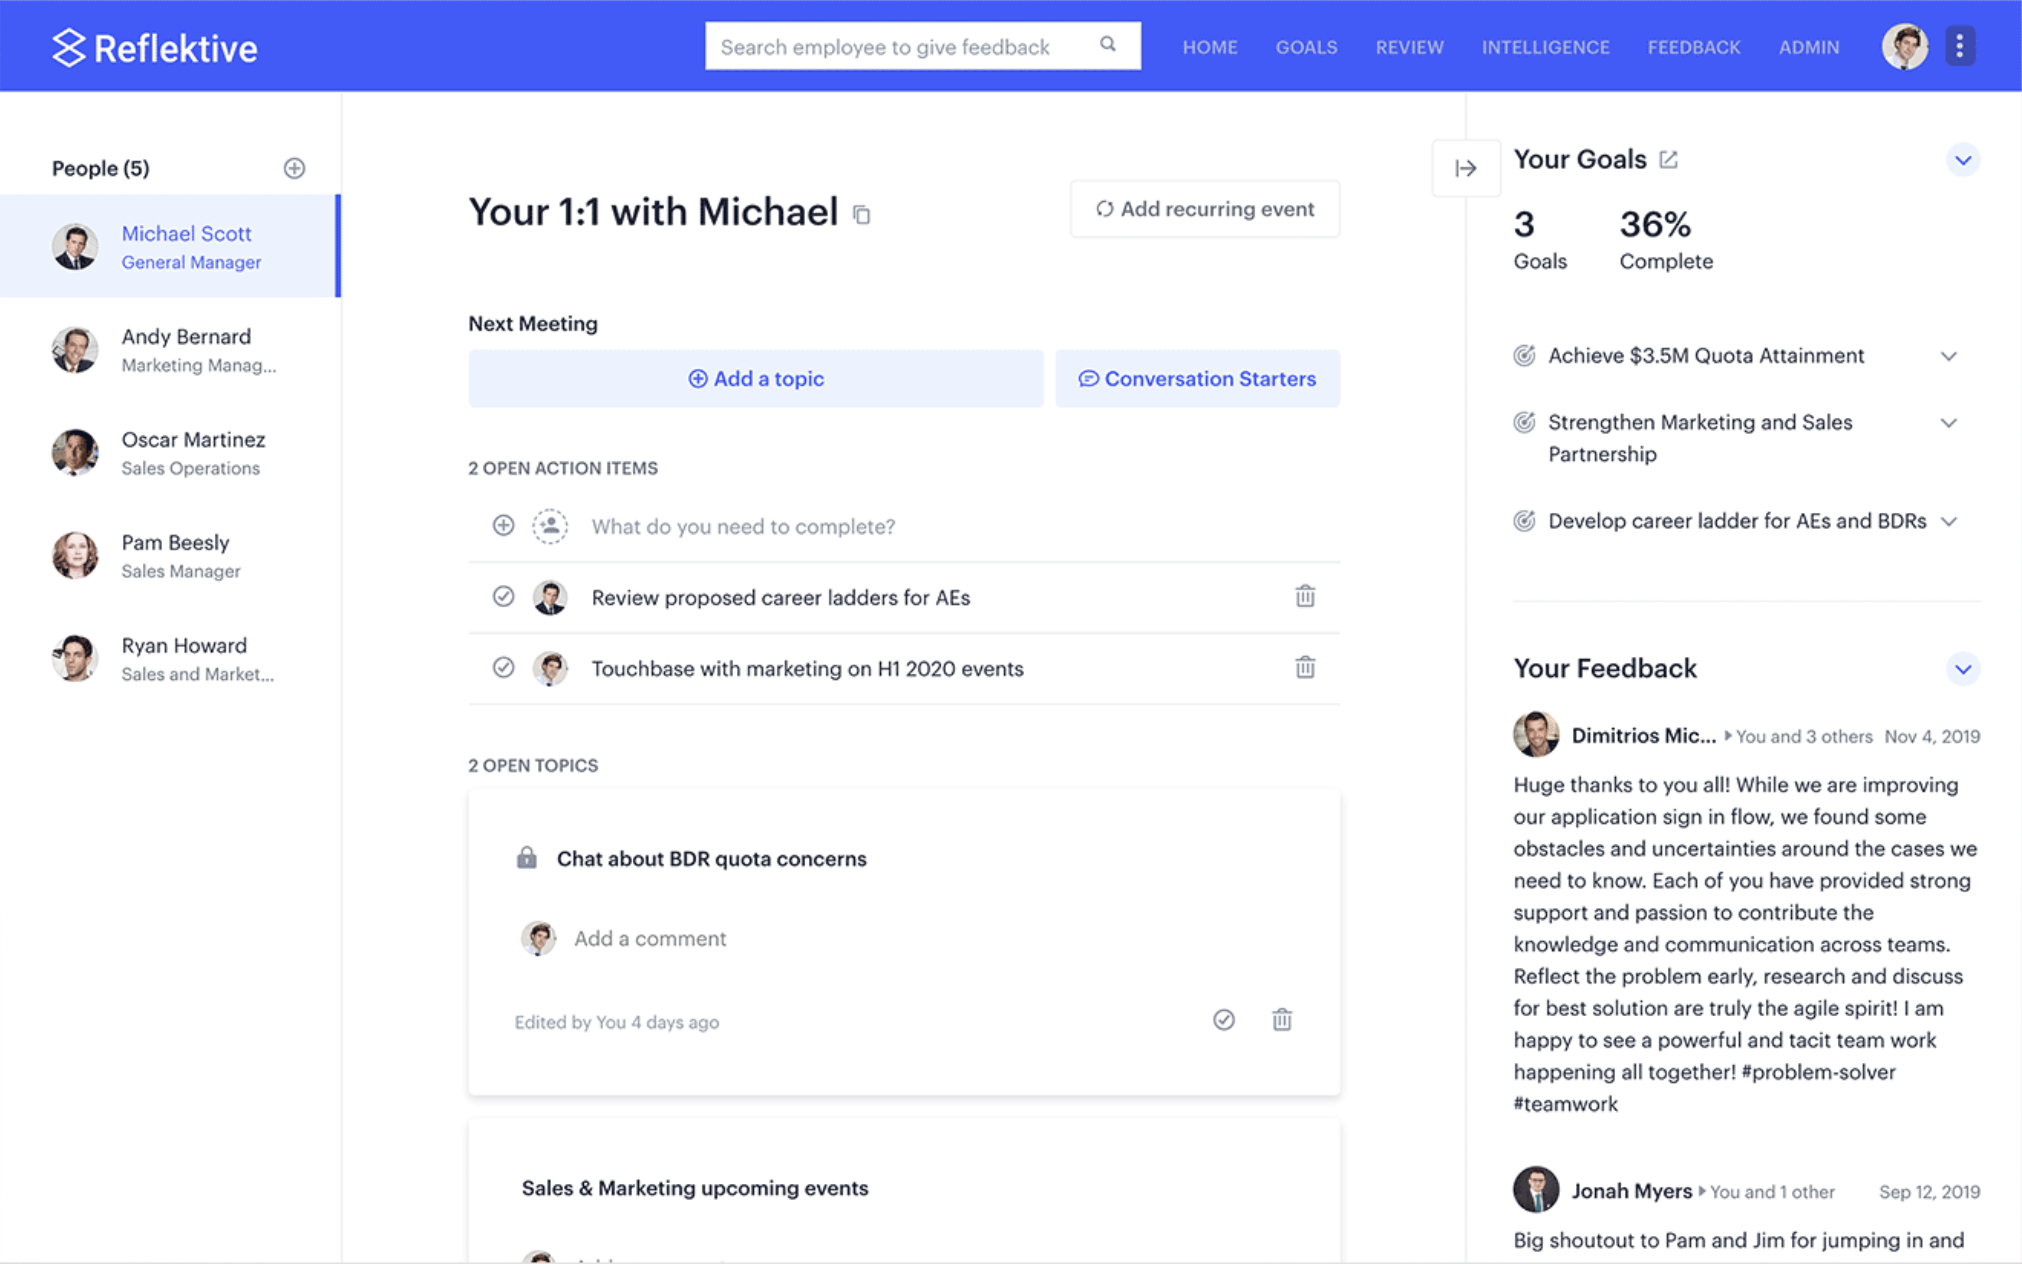 Reflektive
Search employee to give feedback
HOME
GOALS
REVIEW
INTELLIGENCE
FEEDBACK
ADMIN
People (5)
Michael Scott
General Manager
Andy Bernard
Marketing Manag...
Oscar Martinez
Sales Operations
Pam Beesly
Sales Manager
Ryan Howard
Sales and Market...
Your 1:1 with Michael
Add recurring event
Next Meeting
Add a topic
Conversation Starters
2 OPEN ACTION ITEMS
What do you need to complete?
Review proposed career ladders for AEs
Touchbase with marketing on H1 2020 events
2 OPEN TOPICS
Chat about BDR quota concerns
Add a comment
Edited by You 4 days ago
Sales & Marketing upcoming events
Your Goals
3
Goals
36%
Complete
Achieve $3.5M Quota Attainment
Strengthen Marketing and Sales
Partnership
Develop career ladder for AEs and BDRs
Your Feedback
Dimitrios Mic... You and 3 others Nov 4, 2019
Huge thanks to you all! While we are improving
our application sign in flow, we found some
obstacles and uncertainties around the cases we
need to know. Each of you have provided strong
support and passion to contribute the
knowledge and communication across teams.
Reflect the problem early, research and discuss
for best solution are truly the agile spirit! I am
happy to see a powerful and tacit team work
happening all together! #problem-solver
#teamwork
Jonah Myers You and 1 other Sep 12, 2019
Big shoutout to Pam and Jim for jumping in and